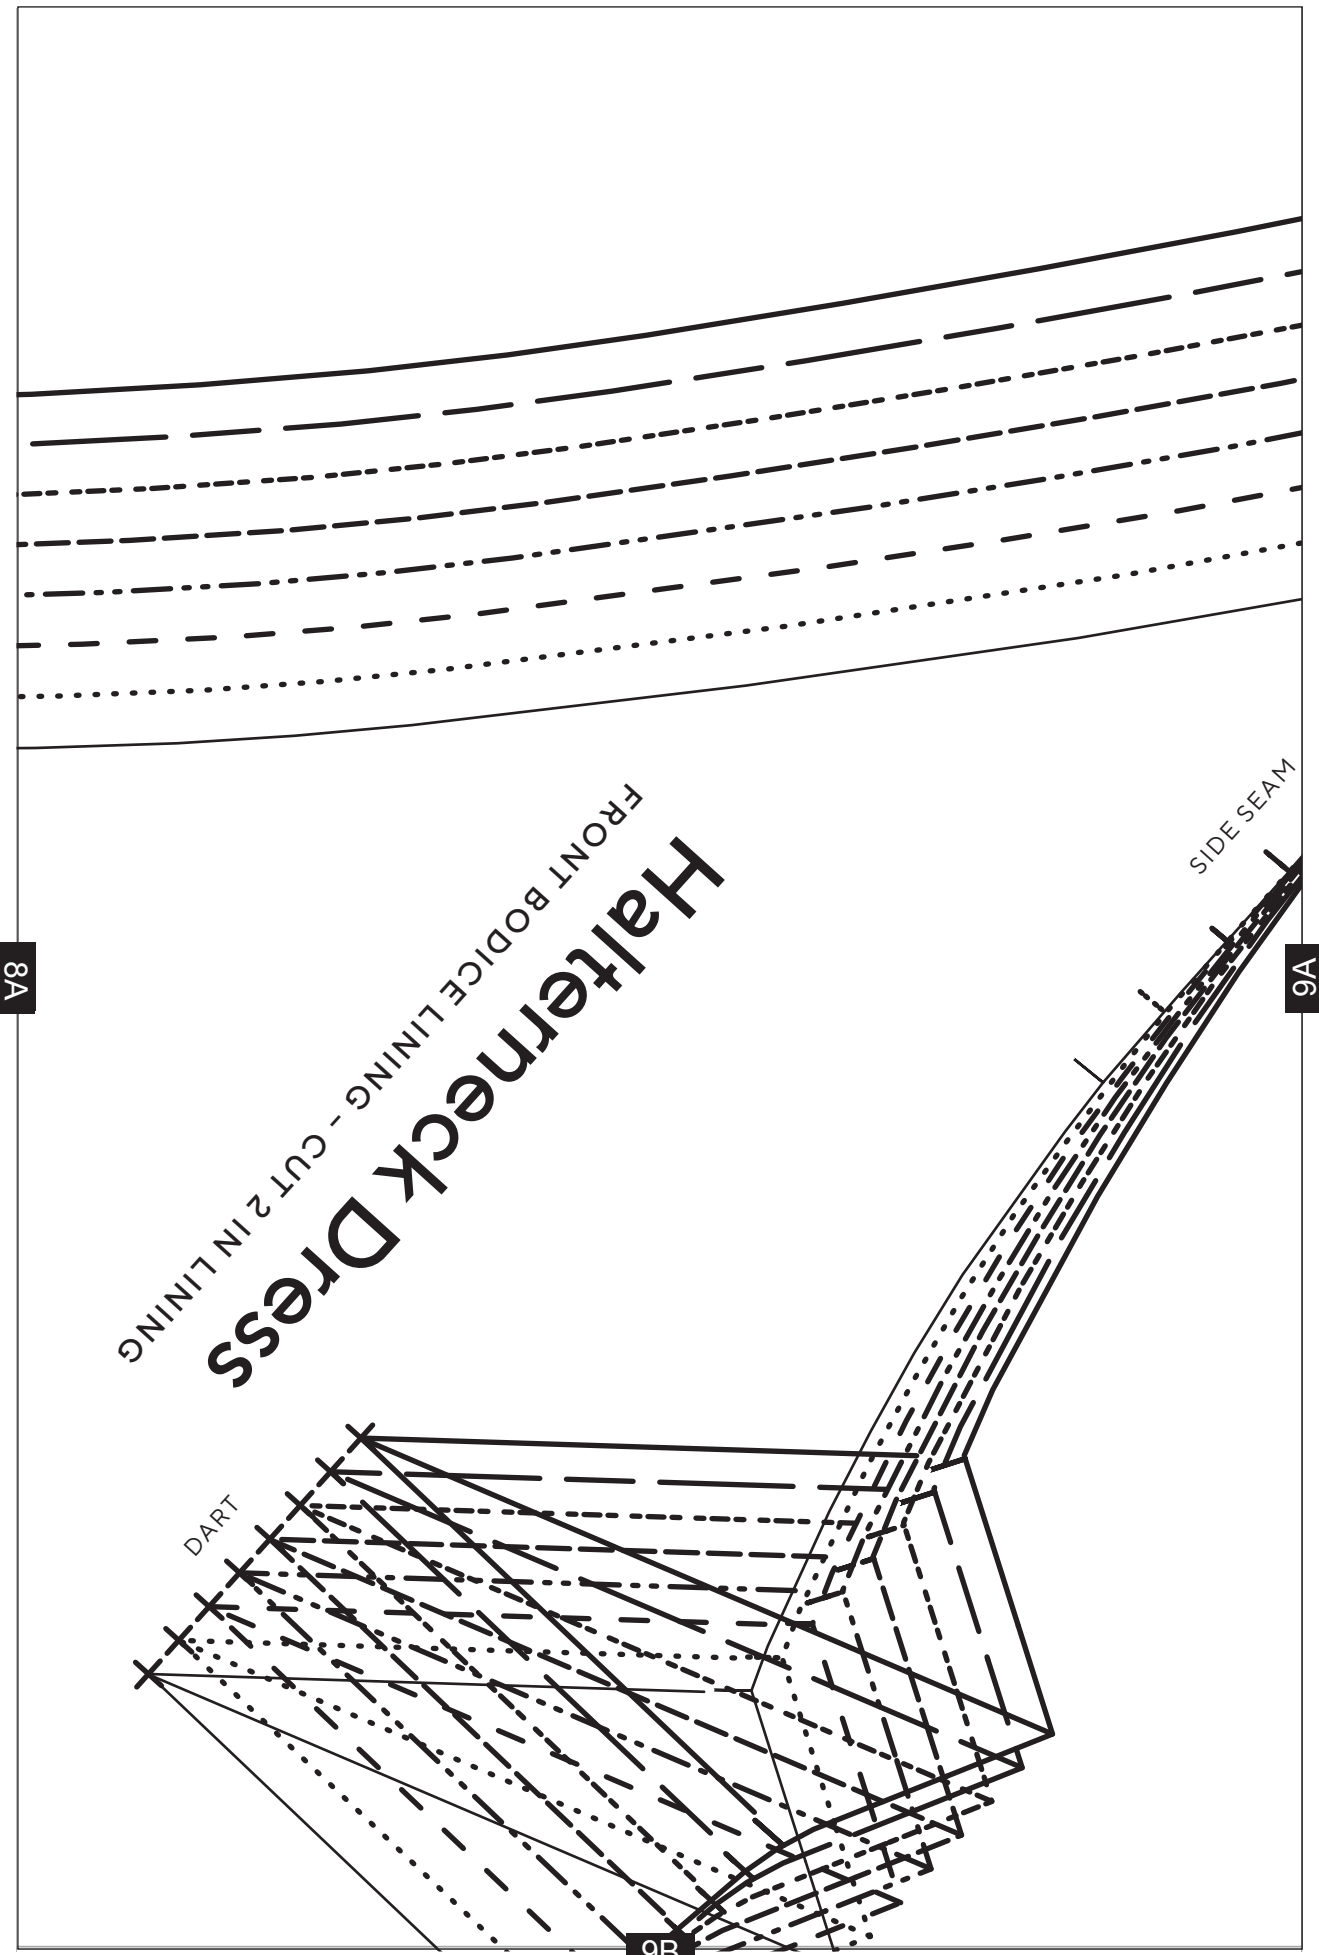 SIDE SEAM
Halterneck Dress
FRONT BODICE LINING – CUT 2 IN LINING
8A
9A
DART
9B